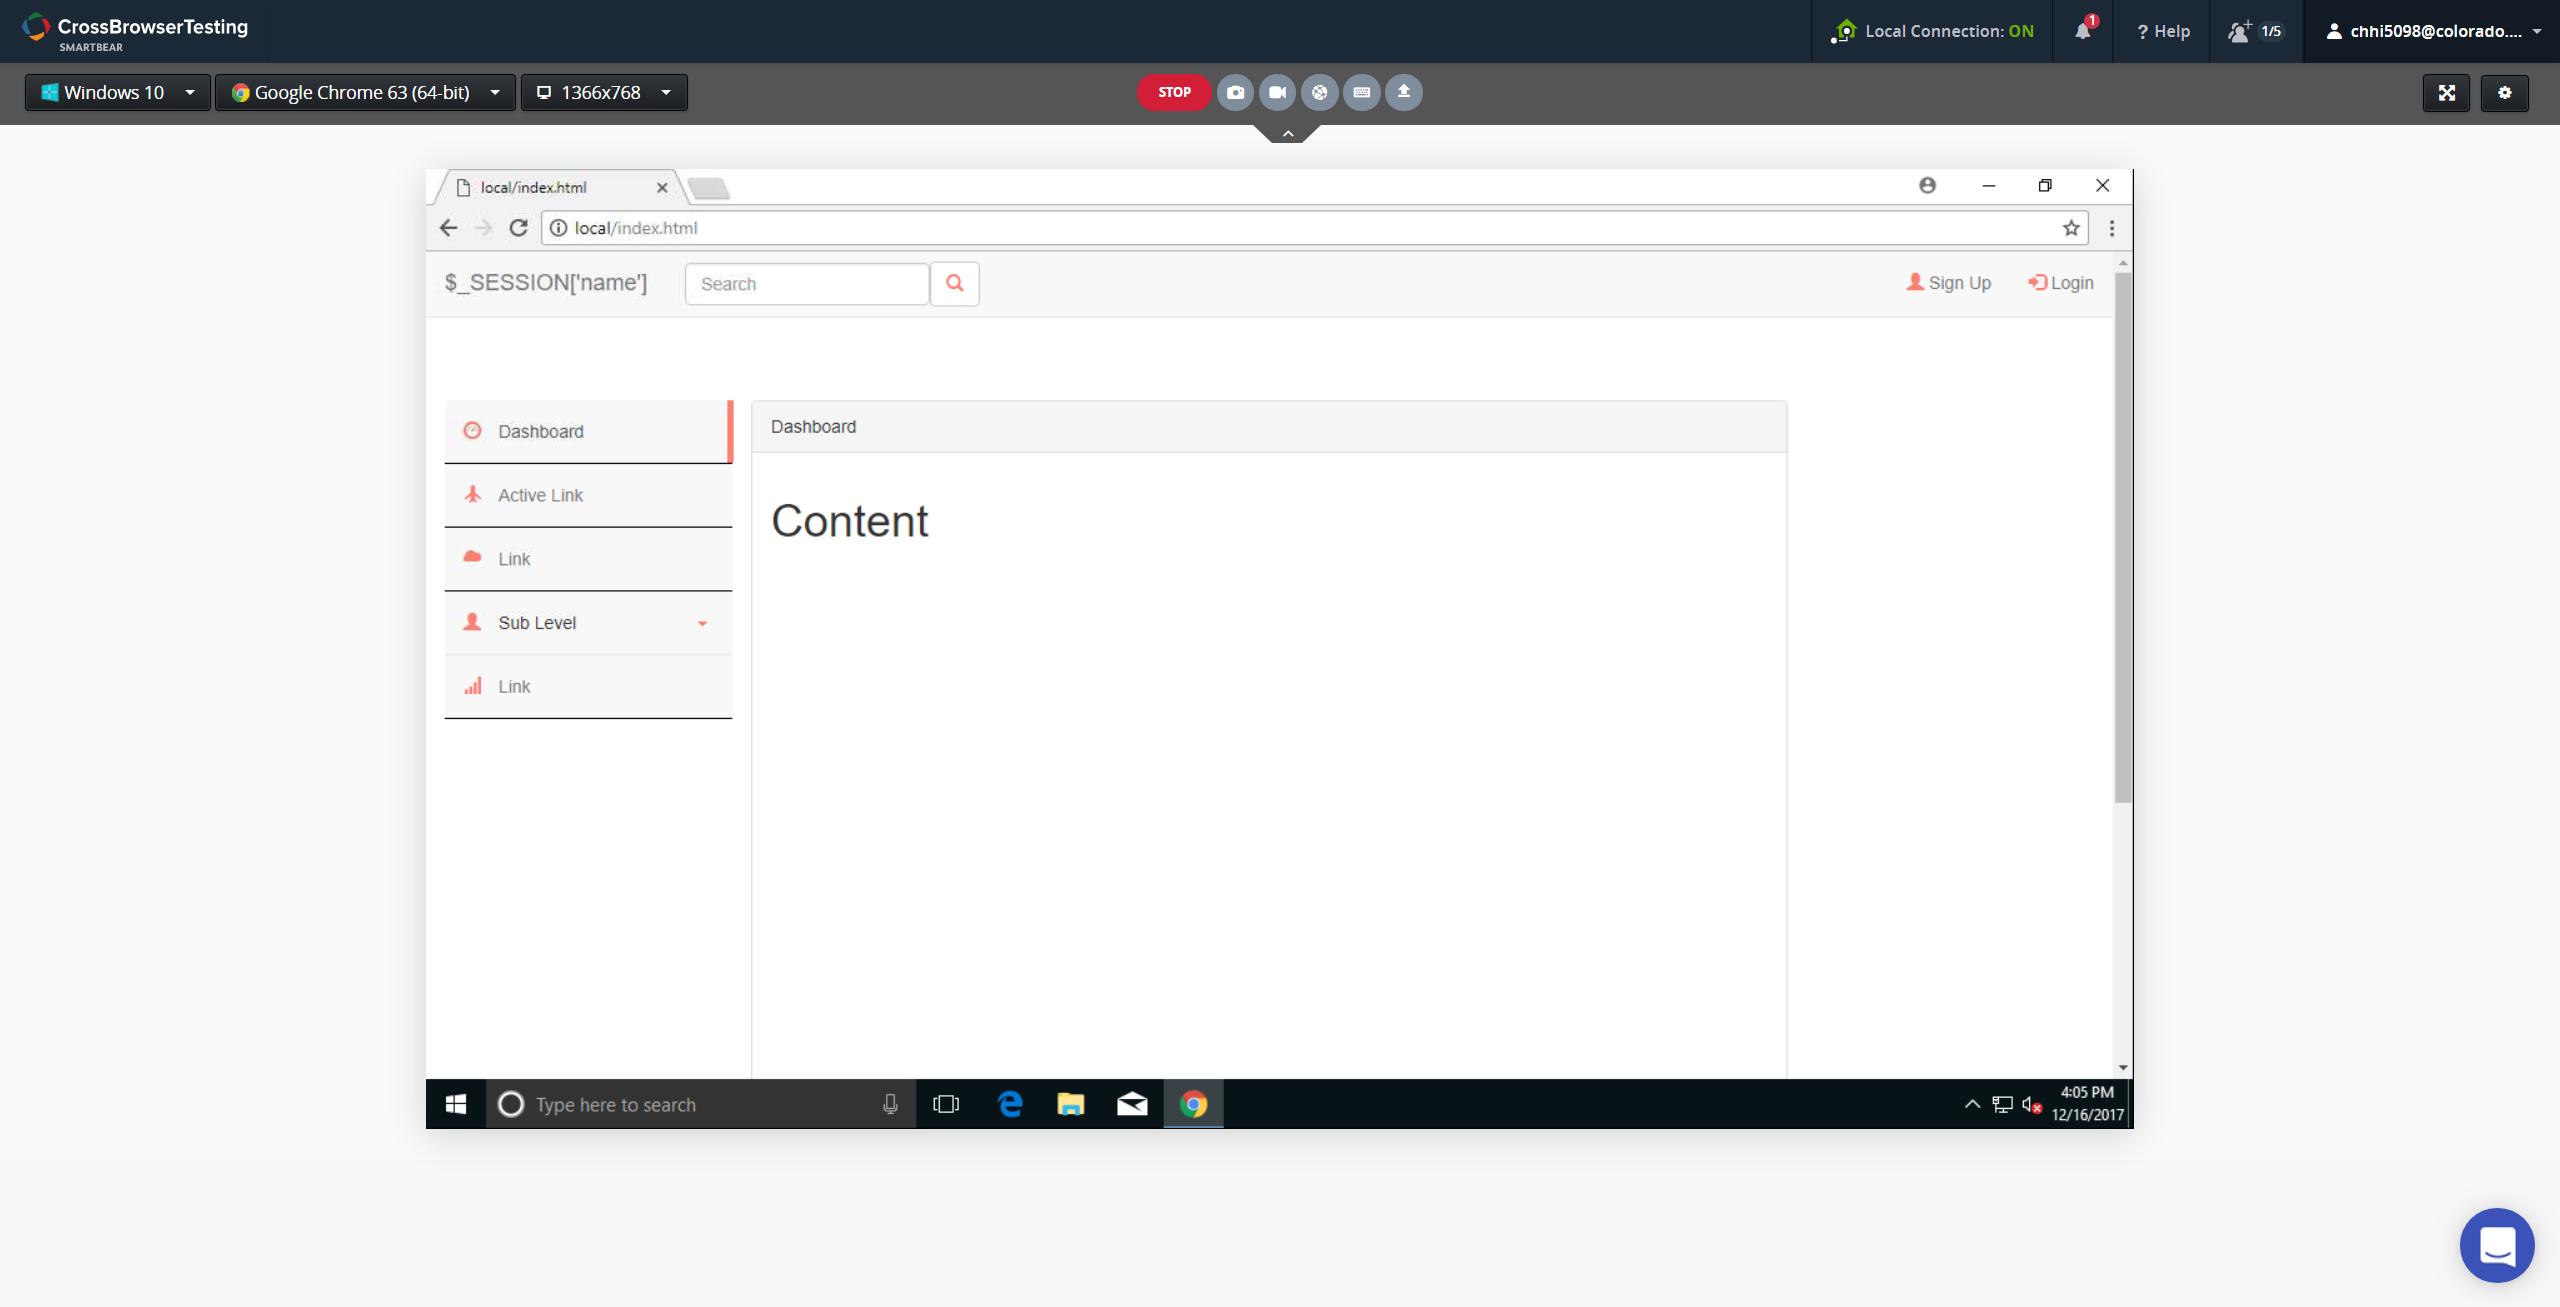 CrossBrowserTesting
SMARTBEAR
Local Connection: ON
1
? Help
1/5
chhi5098@colorado....
Windows 10
Google Chrome 63 (64-bit)
1366x768
STOP
local/index.html
local/index.html
$_SESSION['name']
Search
Sign Up
Login
Dashboard
Active Link
Link
Sub Level
Link
Dashboard
Content
Type here to search
4:05 PM
12/16/2017